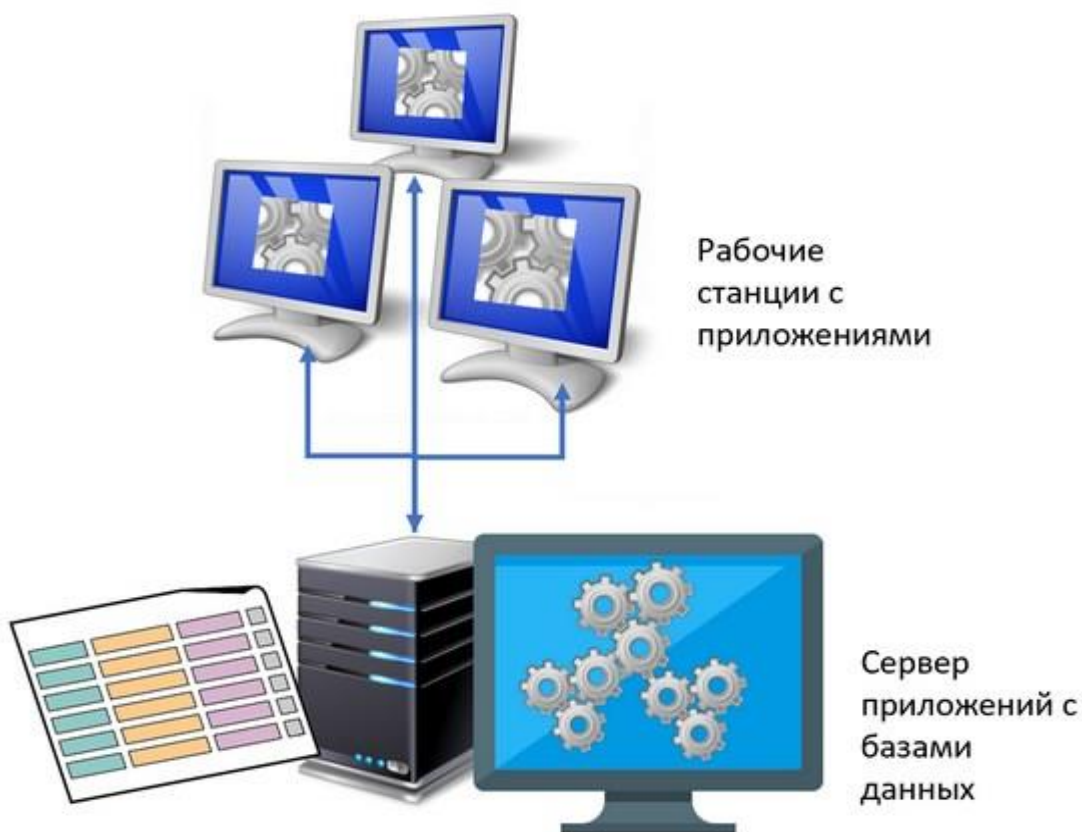 Рабочие
станции с
приложениями
Сервер
приложений с
базами
данных